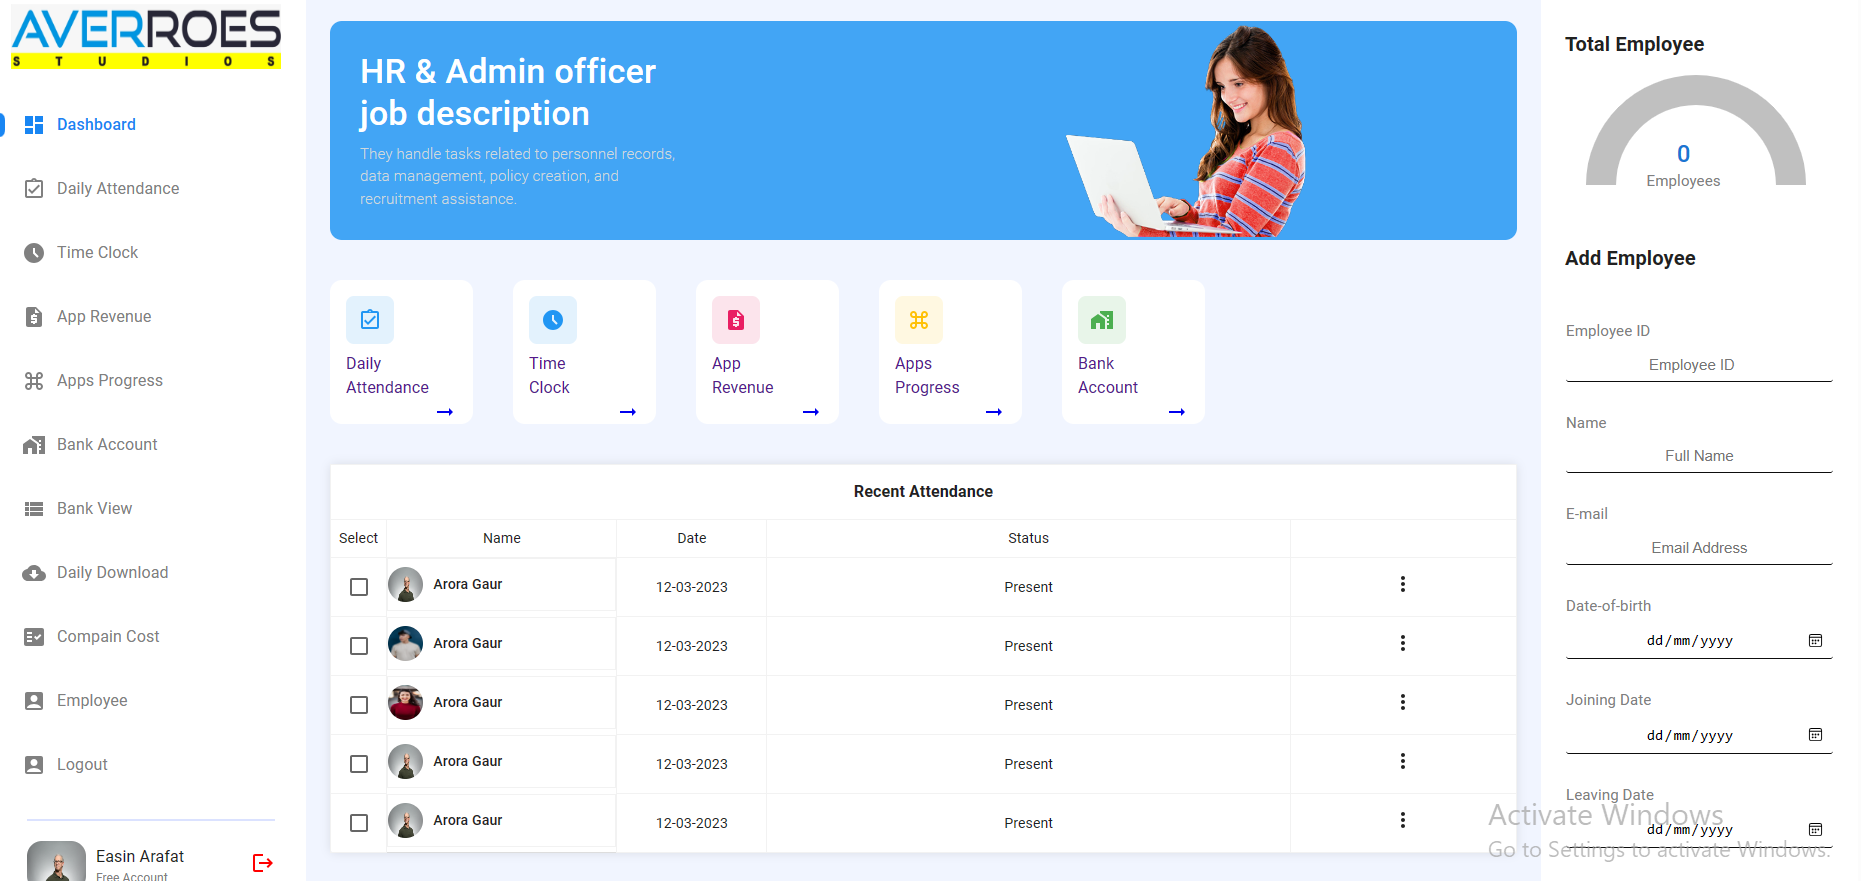 AVERROES
STUDIOS
Dashboard
Daily Attendance
Time Clock
App Revenue
Apps Progress
Bank Account
Bank View
Daily Download
Compain Cost
Employee
Logout
Easin Arafat
Free Account
HR & Admin officer
job description
They handle tasks related to personnel records,
data management, policy creation, and
recruitment assistance.
Daily
Attendance
Time
Clock
App
Revenue
Apps
Progress
Bank
Account
Recent Attendance
Select Name Date Status
Arora Gaur 12-03-2023 Present
Arora Gaur 12-03-2023 Present
Arora Gaur 12-03-2023 Present
Arora Gaur 12-03-2023 Present
Arora Gaur 12-03-2023 Present
Total Employee
0
Employees
Add Employee
Employee ID
Employee ID
Name
Full Name
E-mail
Email Address
Date-of-birth
dd/mm/yyyy
Joining Date
dd/mm/yyyy
Leaving Date
dd/mm/yyyy
Activate Windows
Go to Settings to activate Windows.